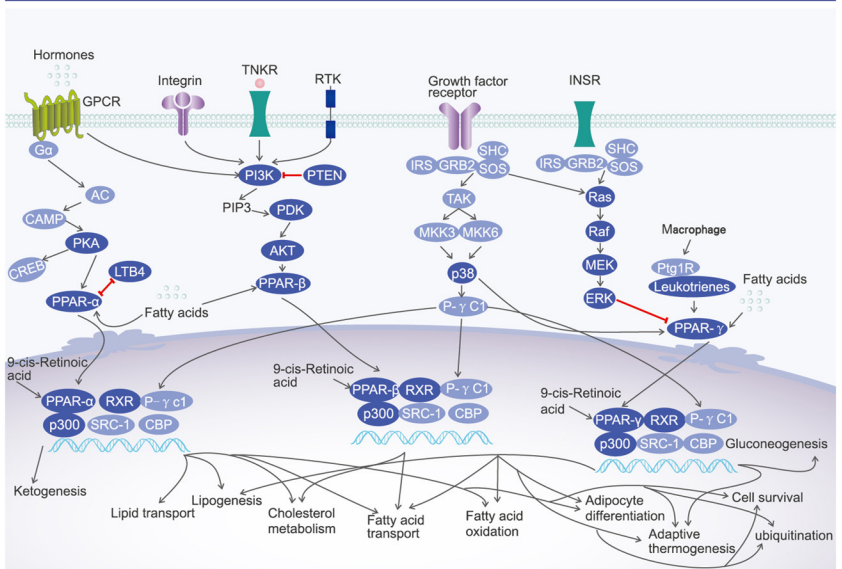 Hormones
GPCR
Integrin
TNKR
RTK
Growth factor
receptor
INSR
Gα
AC
CAMP
PKA
CREB
LTB4
PPAR-α
Fatty acids
PI3K
PTEN
PIP3
PDK
AKT
PPAR-β
IRS
GRB2
SHC
SOS
TAK
MKK3
MKK6
p38
P-γC1
IRS
GRB2
SHC
SOS
Ras
Raf
MEK
ERK
Macrophage
Ptg1R
Leukotrienes
Fatty acids
PPAR-γ
9-cis-Retinoic
acid
PPAR-α
RXR
P-γc1
p300
SRC-1
CBP
9-cis-Retinoic
acid
PPAR-β
RXR
P-γC1
p300
SRC-1
CBP
9-cis-Retinoic
acid
PPAR-γ
RXR
P-γC1
p300
SRC-1
CBP
Gluconeogenesis
Ketogenesis
Lipid transport
Lipogenesis
Cholesterol
metabolism
Fatty acid
transport
Fatty acid
oxidation
Adipocyte
differentiation
Adaptive
thermogenesis
Cell survival
ubiquitination